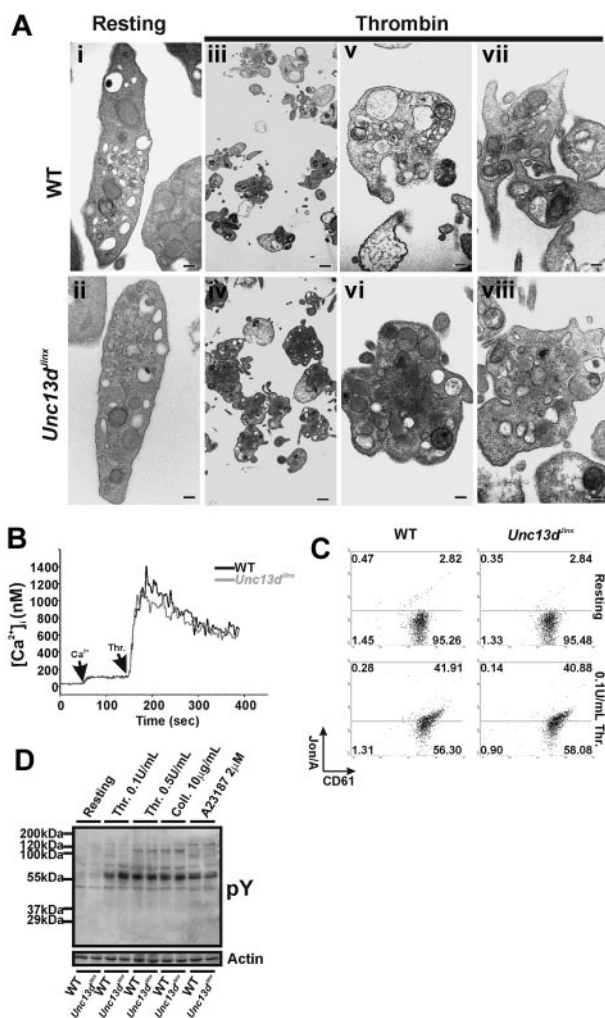 A
Resting
Thrombin
WT
Unc13d^Jinx
i
iii
v
vii
ii
iv
vi
viii
B
[Ca²⁺]ᵢ (nM)
1400
1200
1000
800
600
400
200
0
Ca²⁺
Thr.
WT
Unc13d^Jinx
0 100 200 300 400
Time (sec)
C
WT
Unc13d^Jinx
0.47 2.82
0.35 2.84
Resting
1.45 95.26
1.33 95.48
0.28 41.91
0.14 40.88
0.1U/mL Thr.
1.31 56.30
0.90 58.08
Jon/A
CD61
D
Resting
Thr. 0.1U/mL
Thr. 0.5U/mL
Coll. 10µg/mL
A23187 2µM
200kDa
120kDa
100kDa
55kDa
37kDa
29kDa
pY
Actin
WT
Unc13d^Jinx
WT
Unc13d^Jinx
WT
Unc13d^Jinx
WT
Unc13d^Jinx
WT
Unc13d^Jinx